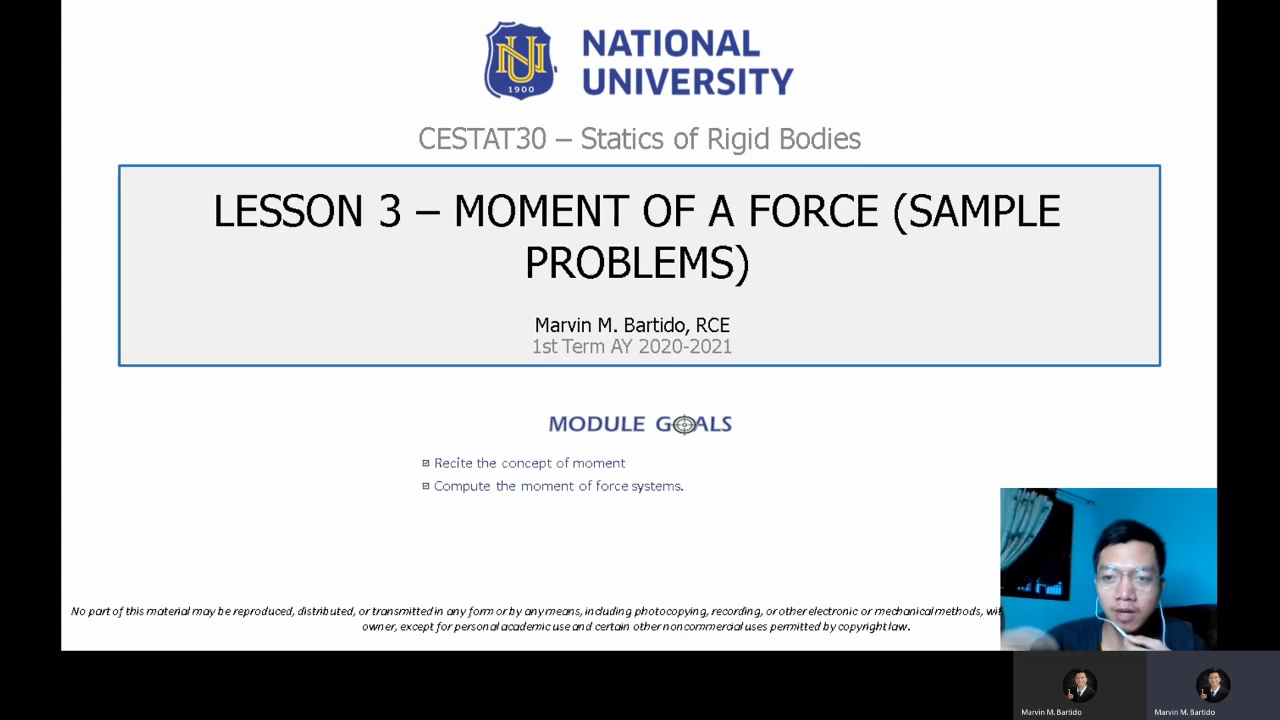 NATIONAL
UNIVERSITY
1900
CESTAT30 – Statics of Rigid Bodies
LESSON 3 – MOMENT OF A FORCE (SAMPLE
PROBLEMS)
Marvin M. Bartido, RCE
1st Term AY 2020-2021
MODULE GOALS
Recite the concept of moment
Compute the moment of force systems.
No part of this material may be reproduced, distributed, or transmitted in any form or by any means, including photocopying, recording, or other electronic or mechanical methods,
owner, except for personal academic use and certain other noncommercial uses permitted by copyright law.
Marvin M. Bartido
Marvin M. Bartido